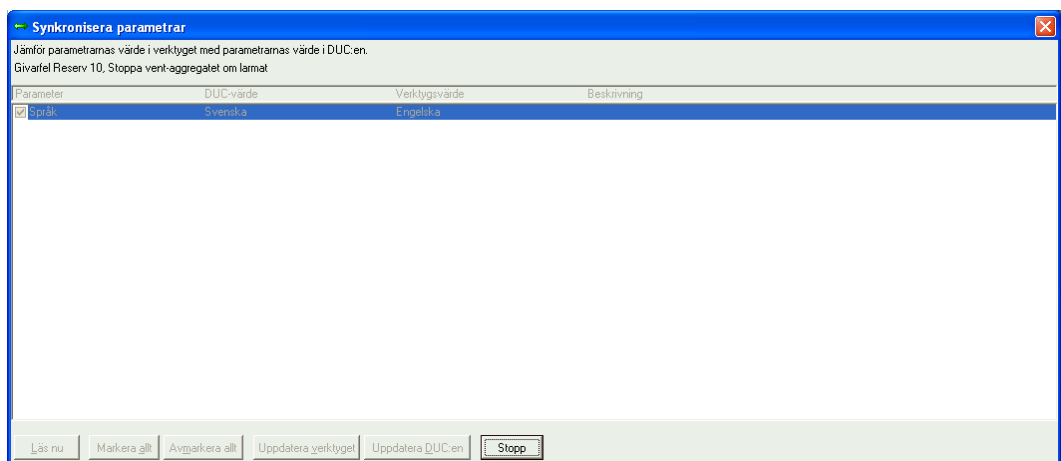 Synkronisera parametrar
Jämför parametrarnas värde i verktyget med parametrarnas värde i DUC:en.
Givarfel Reserv 10, Stoppa vent-aggregatet om larmat
Parameter DUC-värde Verktygsvärde Beskrivning
Språk Svenska Engelska
Läs nu Markera allt Avmarkera allt Uppdatera verktyget Uppdatera DUC:en Stopp